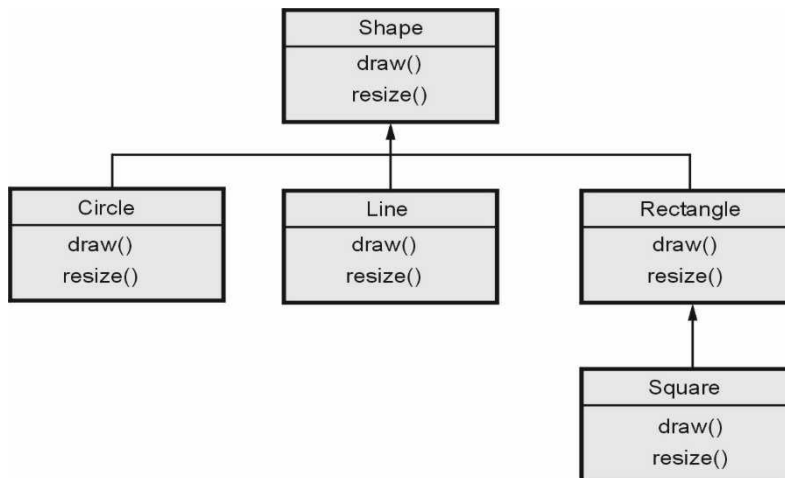 Shape
draw()
resize()
Circle
draw()
resize()
Line
draw()
resize()
Rectangle
draw()
resize()
Square
draw()
resize()